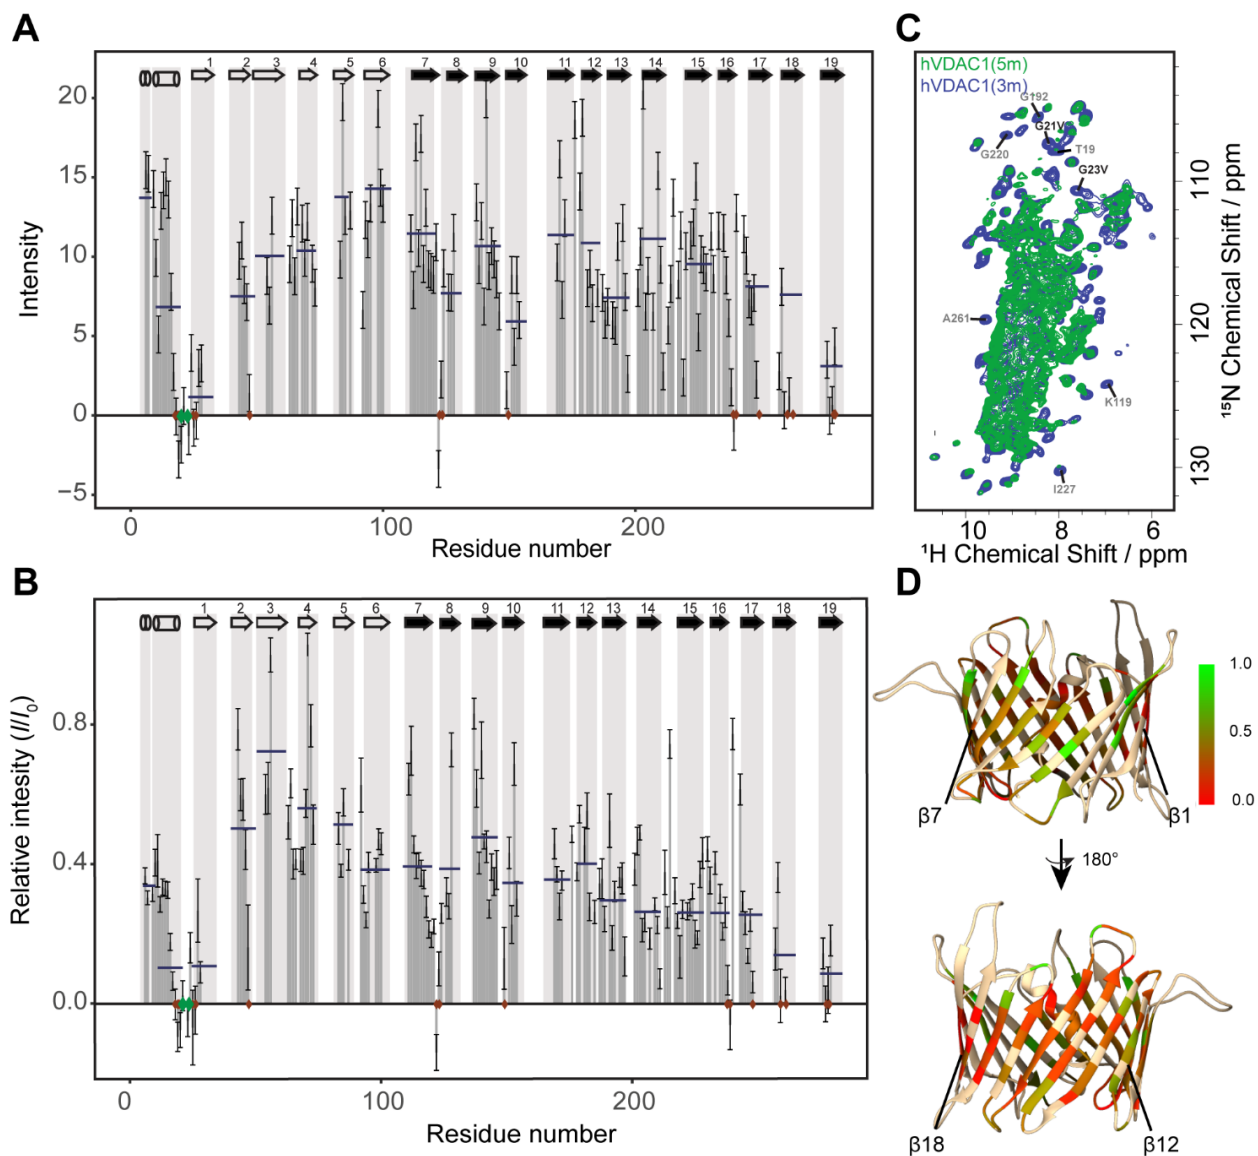 A
1 2 3 4 5 6 7 8 9 10 11 12 13 14 15 16 17 18 19
20
15
10
5
0
−5
Intensity
0 100 200
Residue number
B
1 2 3 4 5 6 7 8 9 10 11 12 13 14 15 16 17 18 19
0.8
0.4
0.0
Relative intesity (I/I₀)
0 100 200
Residue number
C
hVDAC1(5m)
hVDAC1(3m)
G192
G21V
G220
T19
G23V
A261
K119
I227
110
120
130
¹⁵N Chemical Shift / ppm
10 8 6
¹H Chemical Shift / ppm
D
1.0
0.5
0.0
β7 β1
180°
β18 β12